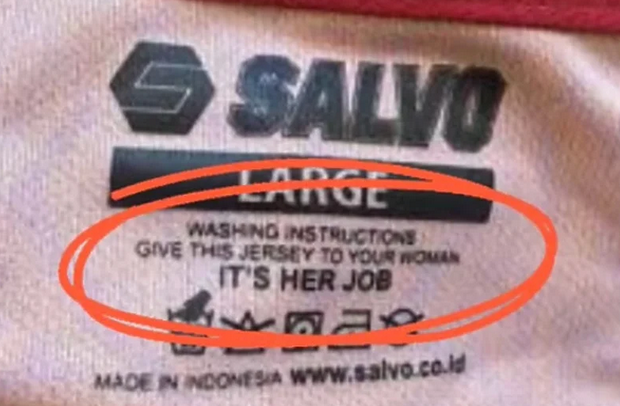 SALVO
LARGE
WASHING INSTRUCTIONS
GIVE THIS JERSEY TO YOUR WOMAN
IT'S HER JOB
MADE IN INDONESIA www.salvo.co.id